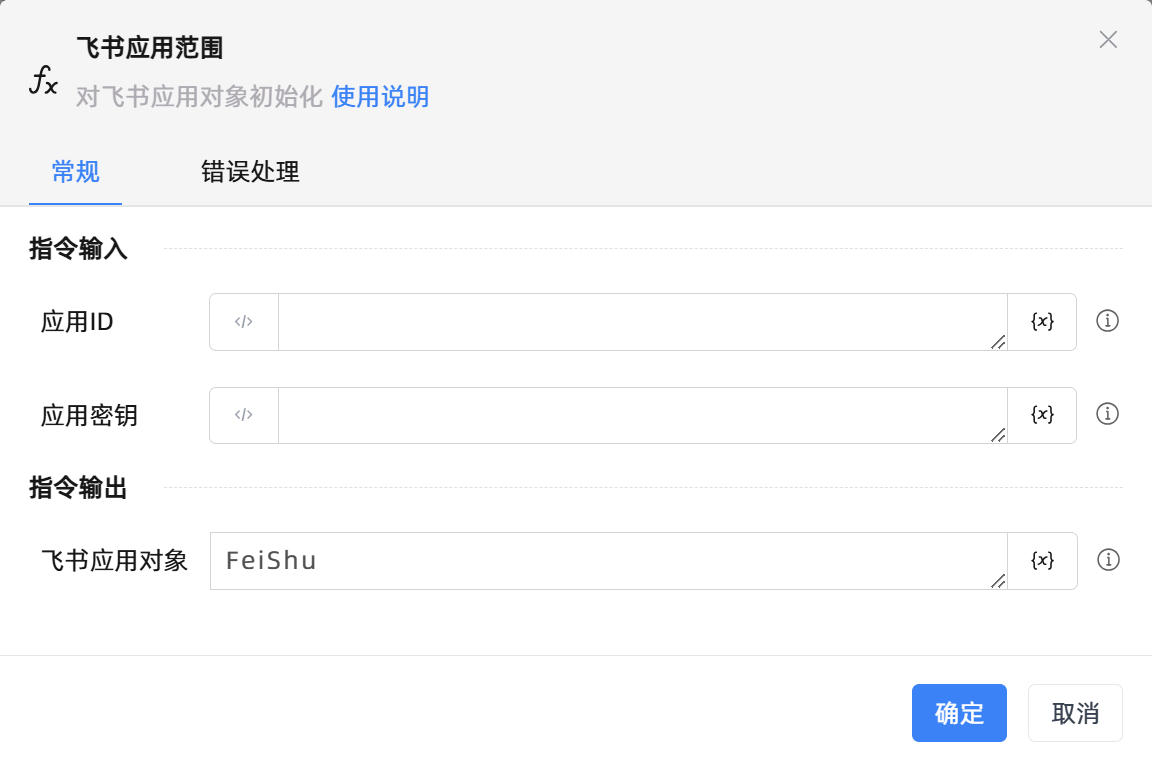 飞书应用范围
fx
对飞书应用对象初始化 使用说明
常规 错误处理
指令输入
应用ID </> {x}
应用密钥 </> {x}
指令输出
飞书应用对象 FeiShu {x}
确定 取消